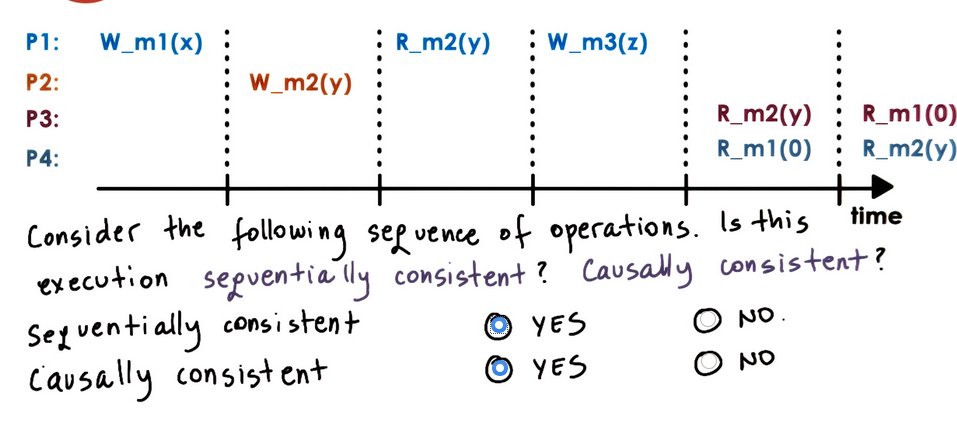 P1: W_m1(x) R_m2(y) W_m3(z)
P2: W_m2(y)
P3: R_m2(y) R_m1(0)
P4: R_m1(0) R_m2(y)
time
Consider the following sequence of operations. Is this
execution sequentially consistent? Causally consistent?
Sequentially consistent YES NO.
Causally consistent YES NO